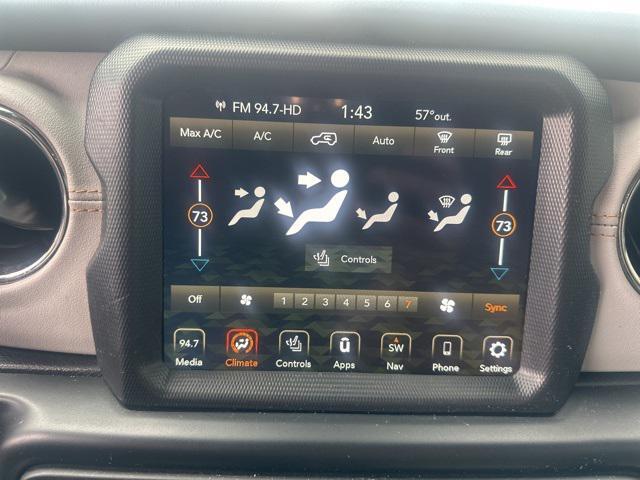 FM 94.7-HD 1:43 57°out.
Max A/C A/C Auto Front Rear
73 73
Controls
Off 1 2 3 4 5 6 7 Sync
94.7 SW
Media Climate Controls Apps Nav Phone Settings